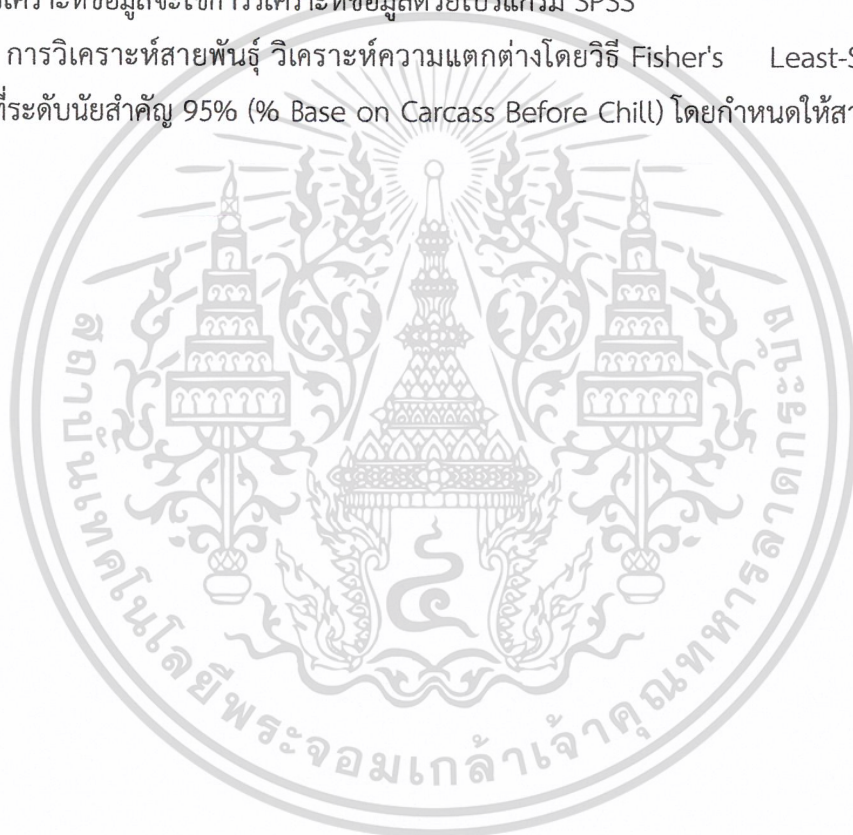 วิเคราะห์ข้อมูลจะใช้การวิเคราะห์ข้อมูลด้วยโปรแกรม SPSS
การวิเคราะห์สายพันธุ์ วิเคราะห์ความแตกต่างโดยวิธี Fisher's Least-S
ที่ระดับนัยสำคัญ 95% (% Base on Carcass Before Chill) โดยกำหนดให้สา
สถาบันเทคโนโลยีพระจอมเกล้าเจ้าคุณทหารลาดกระบัง
๔